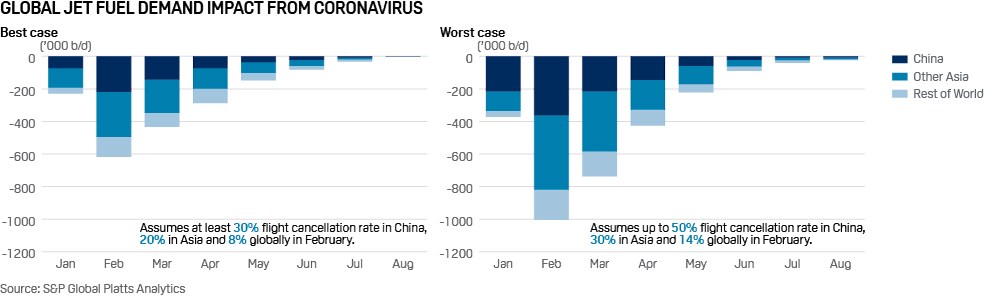 GLOBAL JET FUEL DEMAND IMPACT FROM CORONAVIRUS
Best case
('000 b/d)
0
-200
-400
-600
-800
-1000
-1200
Assumes at least 30% flight cancellation rate in China,
20% in Asia and 8% globally in February.
Jan Feb Mar Apr May Jun Jul Aug
Worst case
('000 b/d)
0
-200
-400
-600
-800
-1000
-1200
Assumes up to 50% flight cancellation rate in China,
30% in Asia and 14% globally in February.
Jan Feb Mar Apr May Jun Jul Aug
China
Other Asia
Rest of World
Source: S&P Global Platts Analytics